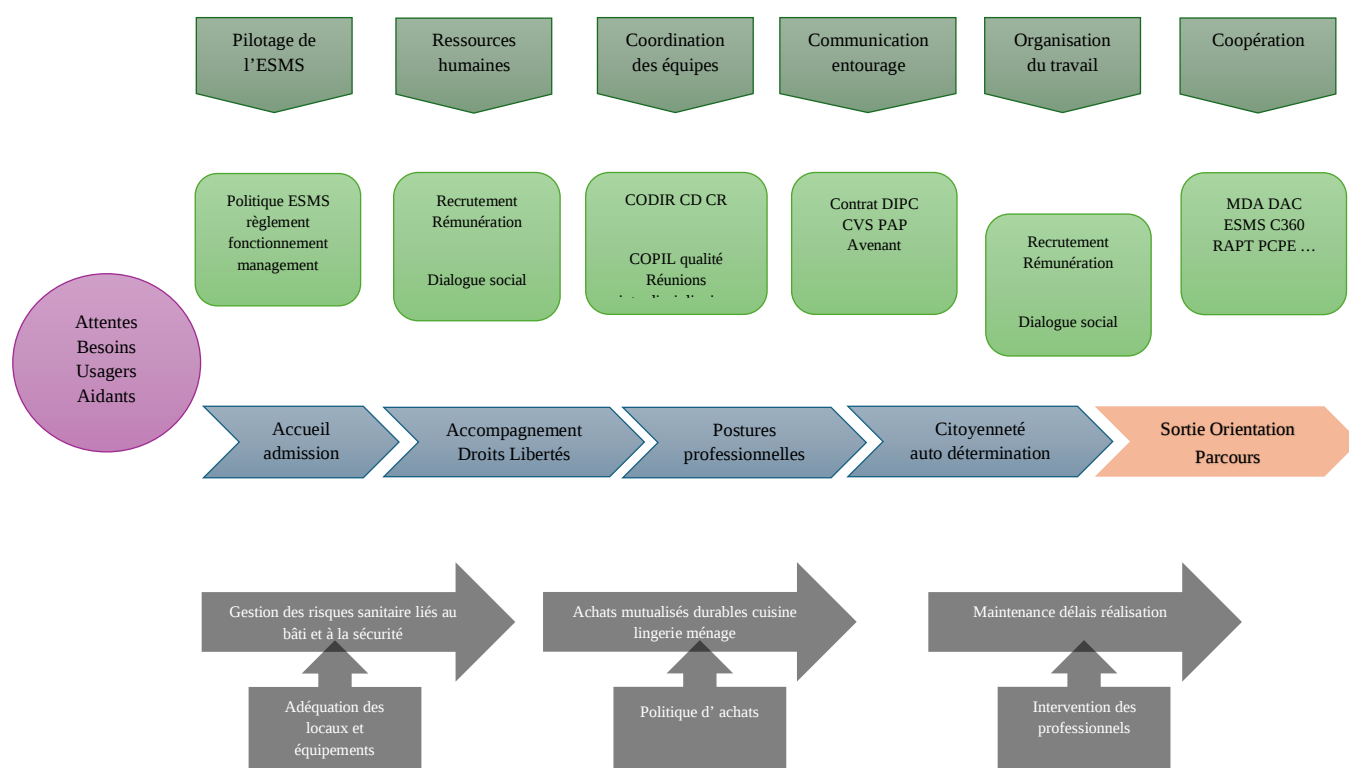 Pilotage de
l’ESMS
Ressources
humaines
Coordination
des équipes
Communication
entourage
Organisation
du travail
Coopération
Politique ESMS
règlement
fonctionnement
management
Recrutement
Rémunération
Dialogue social
CODIR CD CR
COPIL qualité
Réunions
Contrat DIPC
CVS PAP
Avenant
Recrutement
Rémunération
Dialogue social
MDA DAC
ESMS C360
RAPT PCPE …
Attentes
Besoins
Usagers
Aidants
Accueil
admission
Accompagnement
Droits Libertés
Postures
professionnelles
Citoyenneté
auto détermination
Sortie Orientation
Parcours
Gestion des risques sanitaire liés au
bâti et à la sécurité
Achats mutualisés durables cuisine
lingerie ménage
Maintenance délais réalisation
Adéquation des
locaux et
équipements
Politique d’ achats
Intervention des
professionnels